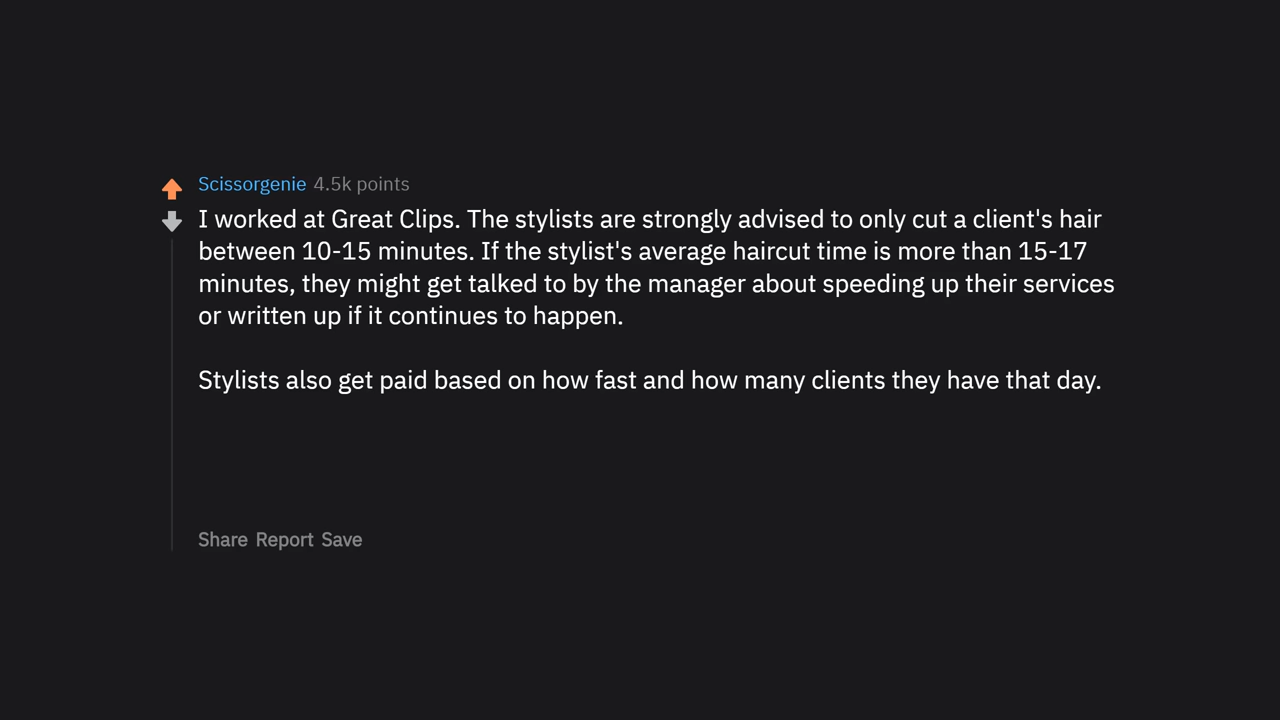 Scissorgenie 4.5k points
I worked at Great Clips. The stylists are strongly advised to only cut a client's hair
between 10-15 minutes. If the stylist's average haircut time is more than 15-17
minutes, they might get talked to by the manager about speeding up their services
or written up if it continues to happen.
Stylists also get paid based on how fast and how many clients they have that day.
Share Report Save